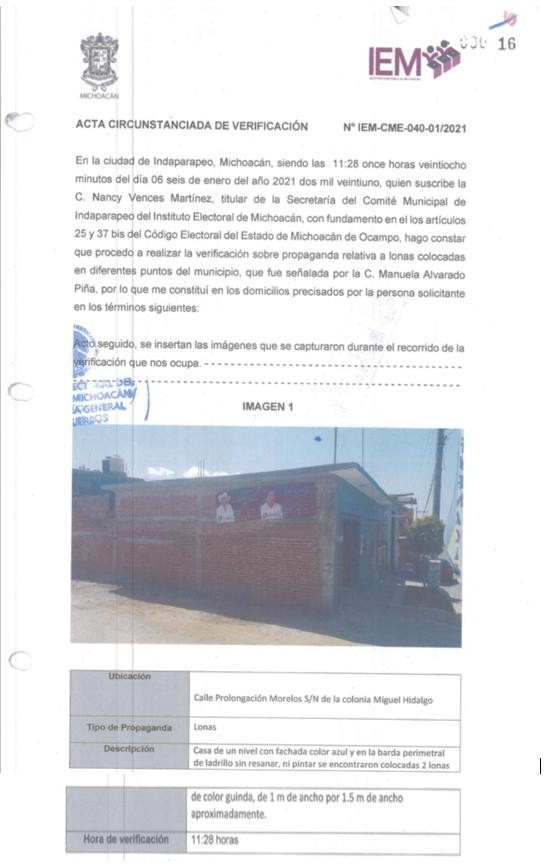 000 16
MICHOACÁN
IEM
ACTA CIRCUNSTANCIADA DE VERIFICACIÓN Nº IEM-CME-040-01/2021
En la ciudad de Indaparapeo, Michoacán, siendo las 11:28 once horas veintiocho
minutos del día 06 seis de enero del año 2021 dos mil veintiuno, quien suscribe la
C. Nancy Vences Martínez, titular de la Secretaría del Comité Municipal de
Indaparapeo del Instituto Electoral de Michoacán, con fundamento en el los artículos
25 y 37 bis del Código Electoral del Estado de Michoacán de Ocampo, hago constar
que procedo a realizar la verificación sobre propaganda relativa a lonas colocadas
en diferentes puntos del municipio, que fue señalada por la C. Manuela Alvarado
Piña, por lo que me constituí en los domicilios precisados por la persona solicitante
en los términos siguientes:
Acto seguido, se insertan las imágenes que se capturaron durante el recorrido de la
verificación que nos ocupa.
MICHOACÁN
GENERAL
IMAGEN 1
Ubicación
Calle Prolongación Morelos S/N de la colonia Miguel Hidalgo
Tipo de Propaganda Lonas
Descripción Casa de un nivel con fachada color azul y en la barda perimetral
de ladrillo sin resanar, ni pintar se encontraron colocadas 2 lonas
de color guinda, de 1 m de ancho por 1.5 m de ancho
aproximadamente.
Hora de verificación 11:28 horas